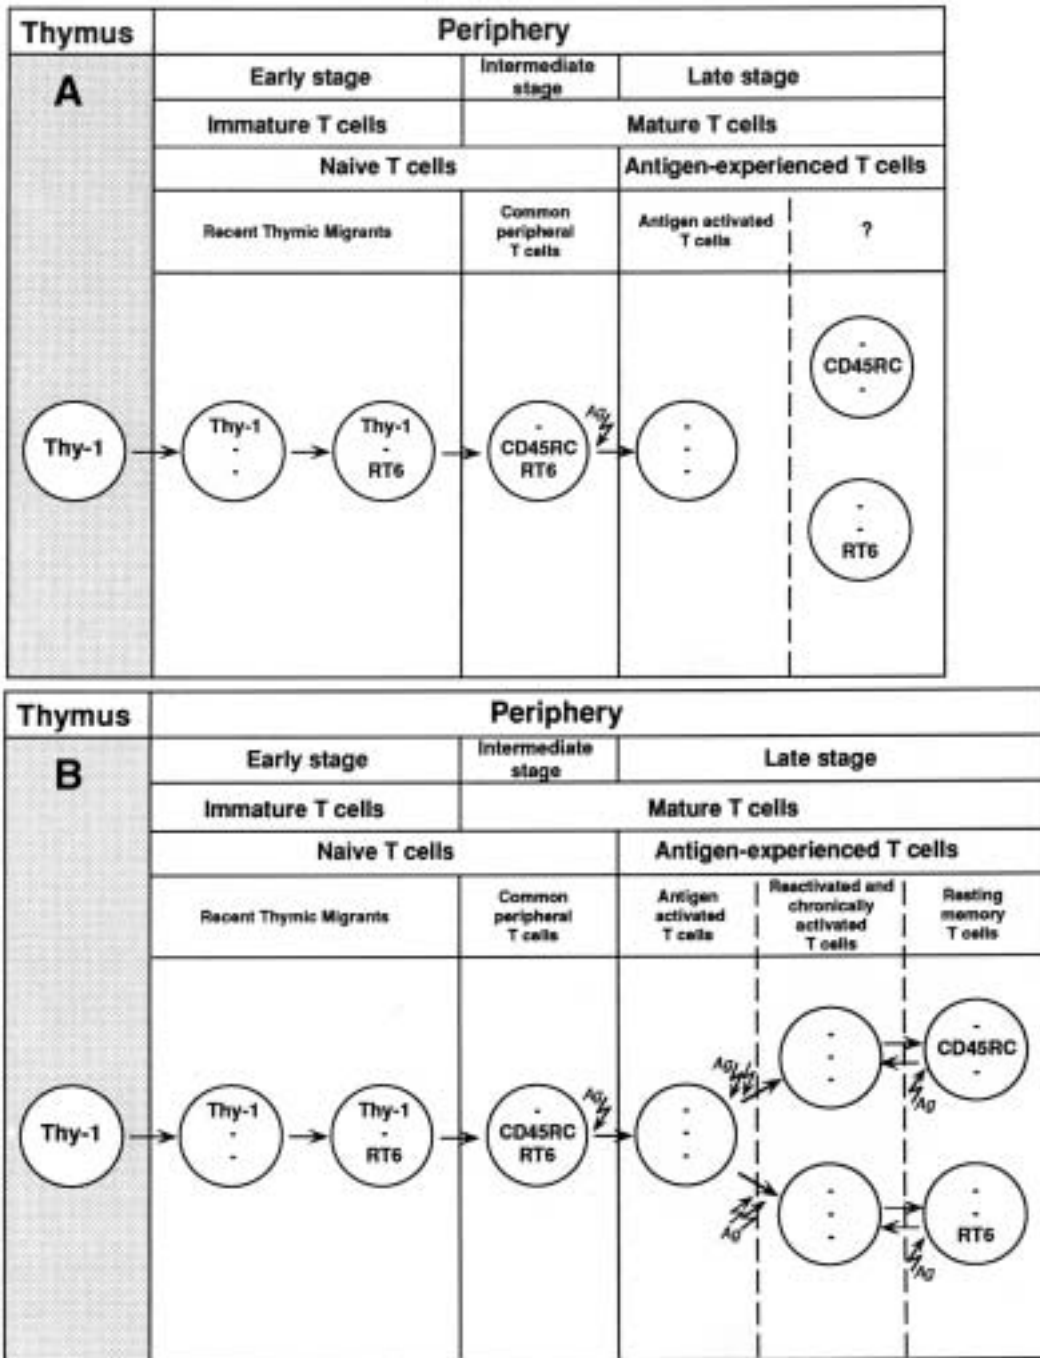 Thymus
Periphery
A
Early stage
Intermediate
stage
Late stage
Immature T cells
Mature T cells
Naive T cells
Antigen-experienced T cells
Recent Thymic Migrants
Common
peripheral
T cells
Antigen activated
T cells
?
Thy-1
Thy-1
-
-
Thy-1
-
RT6
-
CD45RC
RT6
AG
-
-
-
-
CD45RC
-
-
-
RT6
Thymus
Periphery
B
Early stage
Intermediate
stage
Late stage
Immature T cells
Mature T cells
Naive T cells
Antigen-experienced T cells
Recent Thymic Migrants
Common
peripheral
T cells
Antigen
activated
T cells
Reactivated and
chronically
activated
T cells
Resting
memory
T cells
Thy-1
Thy-1
-
-
Thy-1
-
RT6
-
CD45RC
RT6
AG
-
-
-
AG
Ag
-
-
-
-
-
-
-
CD45RC
-
Ag
-
-
RT6
Ag